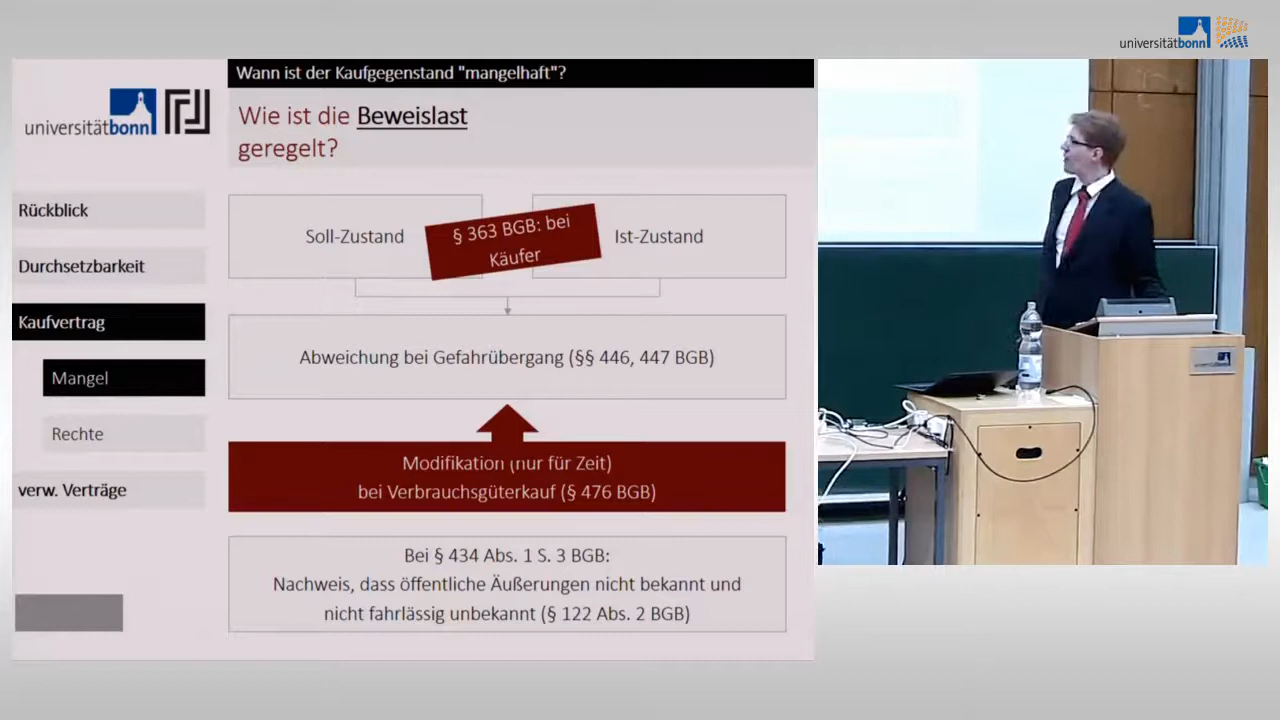 universitätbonn
universitätbonn
Rückblick
Durchsetzbarkeit
Kaufvertrag
Mangel
Rechte
verw. Verträge
Wann ist der Kaufgegenstand "mangelhaft"?
Wie ist die Beweislast
geregelt?
Soll-Zustand
§ 363 BGB: bei
Käufer
Ist-Zustand
Abweichung bei Gefahrübergang (§§ 446, 447 BGB)
Modifikation (nur für Zeit)
bei Verbrauchsgüterkauf (§ 476 BGB)
Bei § 434 Abs. 1 S. 3 BGB:
Nachweis, dass öffentliche Äußerungen nicht bekannt und
nicht fahrlässig unbekannt (§ 122 Abs. 2 BGB)